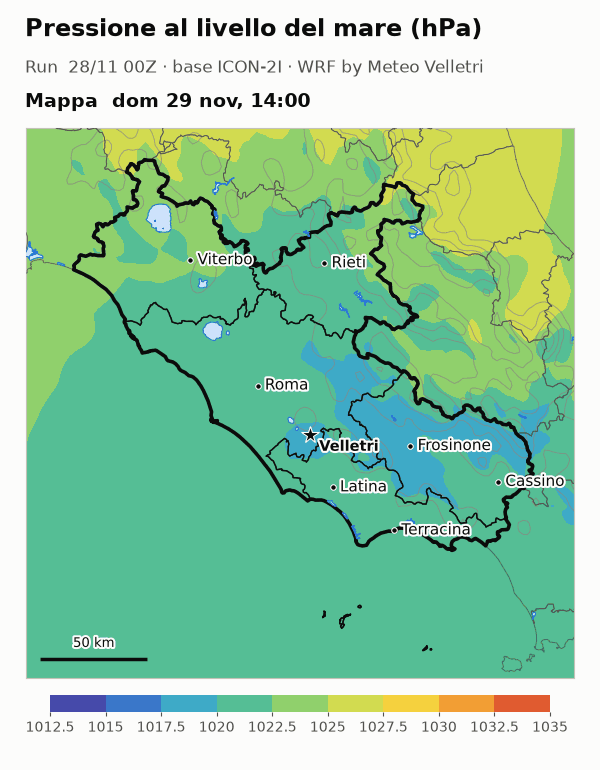 Pressione al livello del mare (hPa)
Run  28/11 00Z · base ICON-2I · WRF by Meteo Velletri
Mappa  dom 29 nov, 14:00
Viterbo
Rieti
Roma
Velletri
Frosinone
Cassino
Latina
Terracina
50 km
1012.5 1015 1017.5 1020 1022.5 1025 1027.5 1030 1032.5 1035